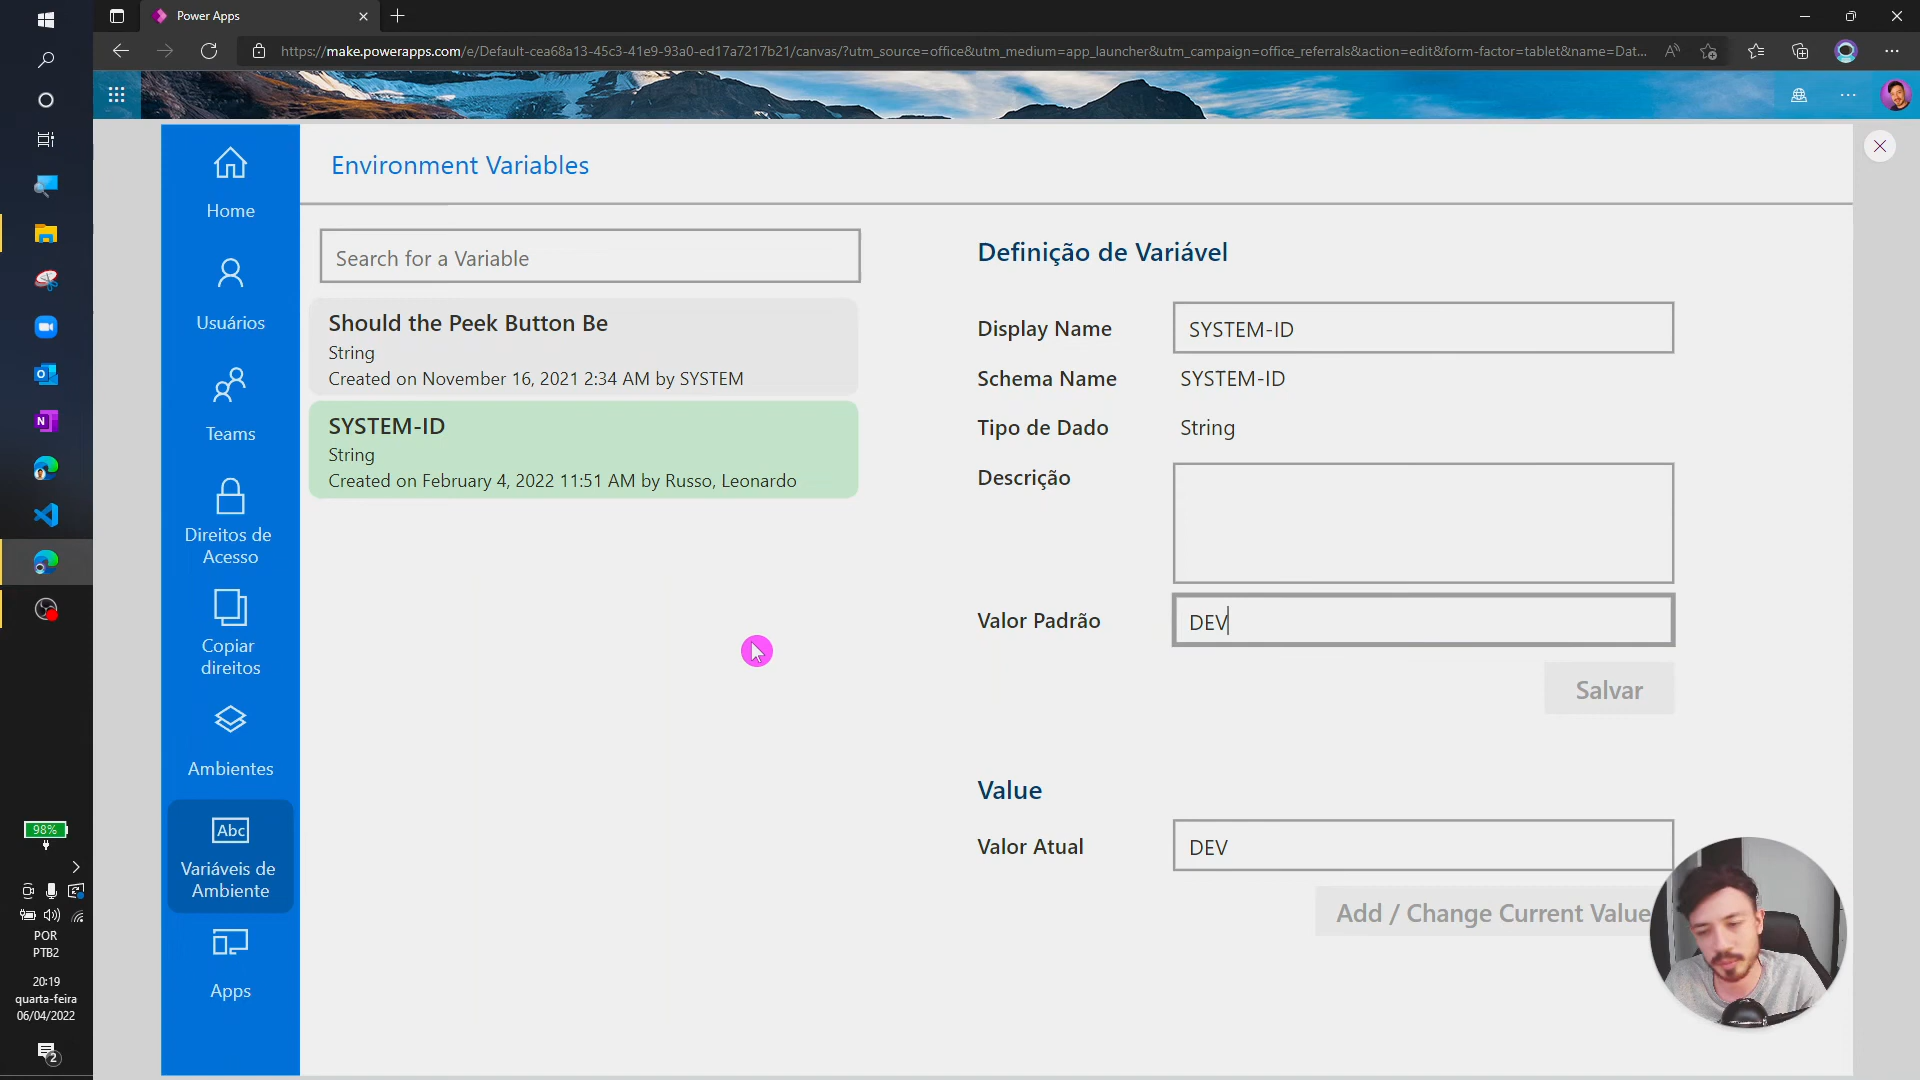 Power Apps
https://make.powerapps.com/e/Default-cea68a13-45c3-41e9-93a0-ed17a7217b21/canvas/?utm_source=office&utm_medium=app_launcher&utm_campaign=office_referrals&action=edit&form-factor=tablet&name=Dat...
Home
Usuários
Teams
Direitos de
Acesso
Copiar
direitos
Ambientes
Abc
Variáveis de
Ambiente
Apps
Environment Variables
Search for a Variable
Should the Peek Button Be
String
Created on November 16, 2021 2:34 AM by SYSTEM
SYSTEM-ID
String
Created on February 4, 2022 11:51 AM by Russo, Leonardo
Definição de Variável
Display Name
SYSTEM-ID
Schema Name
SYSTEM-ID
Tipo de Dado
String
Descrição
Valor Padrão
DEV
Salvar
Value
Valor Atual
DEV
Add / Change Current Value
98%
POR
PTB2
20:19
quarta-feira
06/04/2022
2